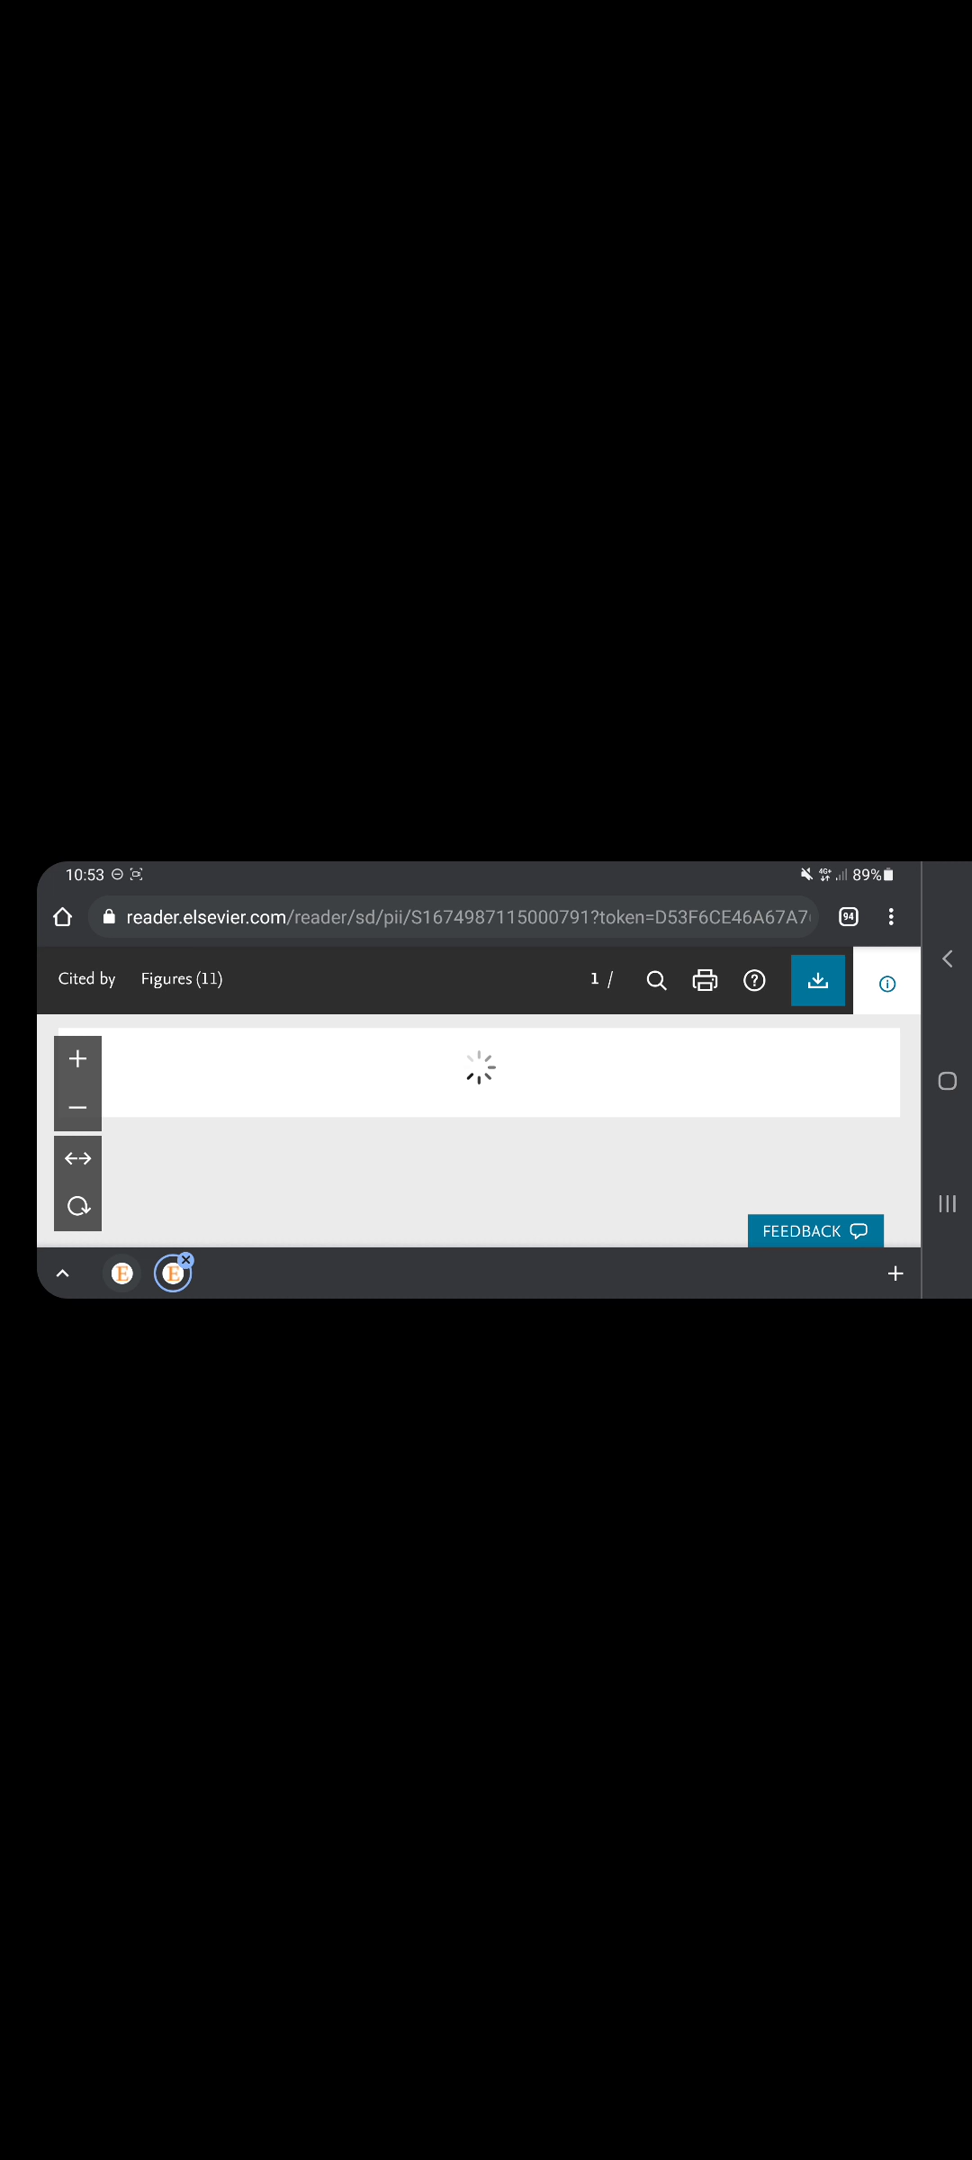 10:53 4G+ 89%
reader.elsevier.com/reader/sd/pii/S1674987115000791?token=D53F6CE46A67A7 94
Cited by Figures (11) 1 /
FEEDBACK
E E